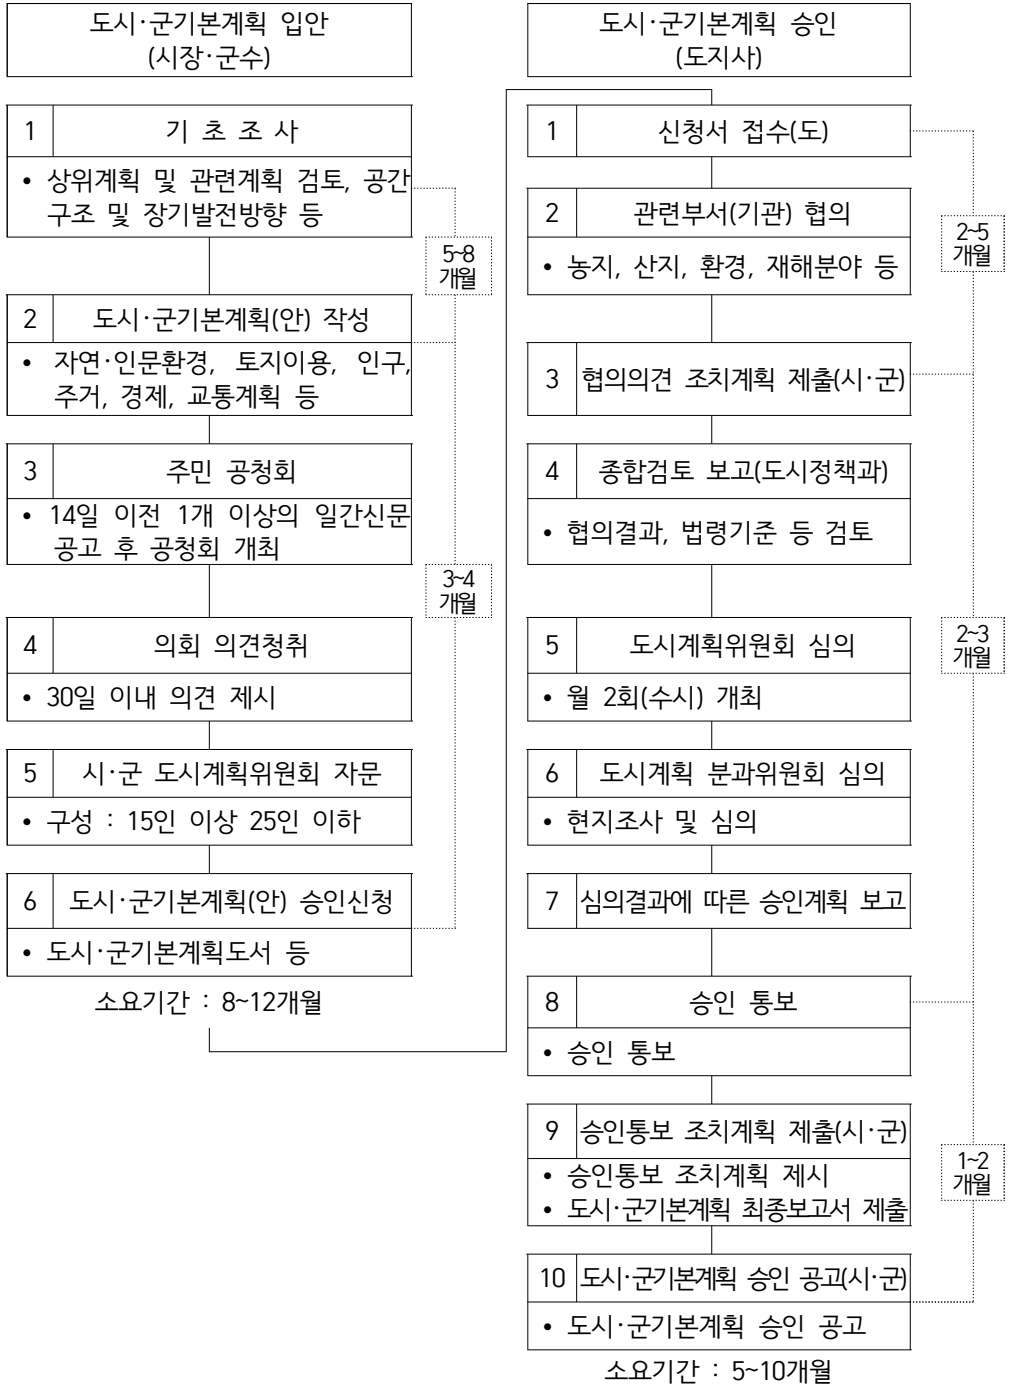 도시·군기본계획 입안
(시장·군수)
1 기 초 조 사
• 상위계획 및 관련계획 검토, 공간
구조 및 장기발전방향 등
5~8
개월
2 도시·군기본계획(안) 작성
• 자연·인문환경, 토지이용, 인구,
주거, 경제, 교통계획 등
3 주민 공청회
• 14일 이전 1개 이상의 일간신문
공고 후 공청회 개최
3~4
개월
4 의회 의견청취
• 30일 이내 의견 제시
5 시·군 도시계획위원회 자문
• 구성 : 15인 이상 25인 이하
6 도시·군기본계획(안) 승인신청
• 도시·군기본계획도서 등
소요기간 : 8~12개월
도시·군기본계획 승인
(도지사)
1 신청서 접수(도)
2 관련부서(기관) 협의
• 농지, 산지, 환경, 재해분야 등
2~5
개월
3 협의의견 조치계획 제출(시·군)
4 종합검토 보고(도시정책과)
• 협의결과, 법령기준 등 검토
5 도시계획위원회 심의
• 월 2회(수시) 개최
2~3
개월
6 도시계획 분과위원회 심의
• 현지조사 및 심의
7 심의결과에 따른 승인계획 보고
8 승인 통보
• 승인 통보
9 승인통보 조치계획 제출(시·군)
• 승인통보 조치계획 제시
• 도시·군기본계획 최종보고서 제출
1~2
개월
10 도시·군기본계획 승인 공고(시·군)
• 도시·군기본계획 승인 공고
소요기간 : 5~10개월